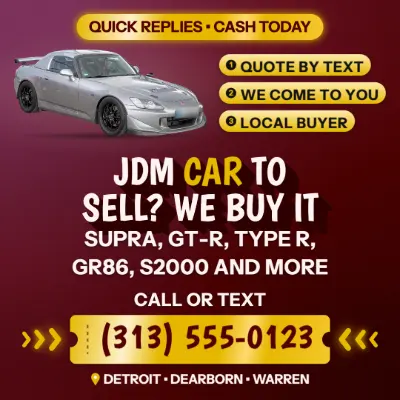 QUICK REPLIES • CASH TODAY
1 QUOTE BY TEXT
2 WE COME TO YOU
3 LOCAL BUYER
JDM CAR TO
SELL? WE BUY IT
SUPRA, GT-R, TYPE R,
GR86, S2000 AND MORE
CALL OR TEXT
(313) 555-0123
DETROIT • DEARBORN • WARREN